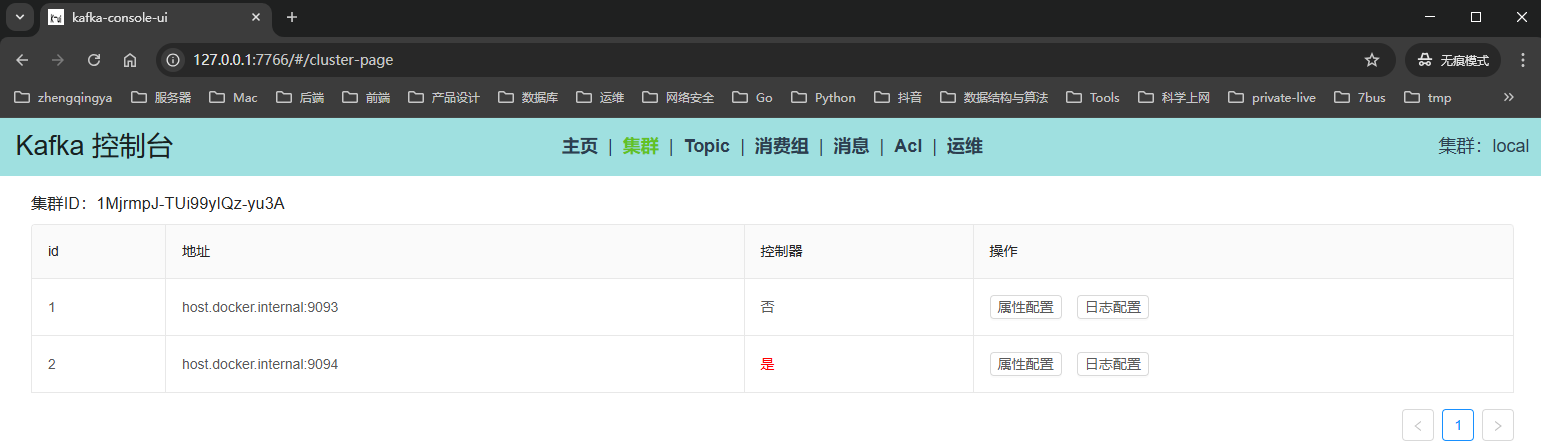 kafka-console-ui
127.0.0.1:7766/#/cluster-page
无痕模式
zhengqingya 服务器 Mac 后端 前端 产品设计 数据库 运维 网络安全 Go Python 抖音 数据结构与算法 Tools 科学上网 private-live 7bus tmp
Kafka 控制台 主页 | 集群 | Topic | 消费组 | 消息 | Acl | 运维 集群：local
集群ID：1MjrmpJ-TUi99ylQz-yu3A
id 地址 控制器 操作
1 host.docker.internal:9093 否 属性配置 日志配置
2 host.docker.internal:9094 是 属性配置 日志配置
1